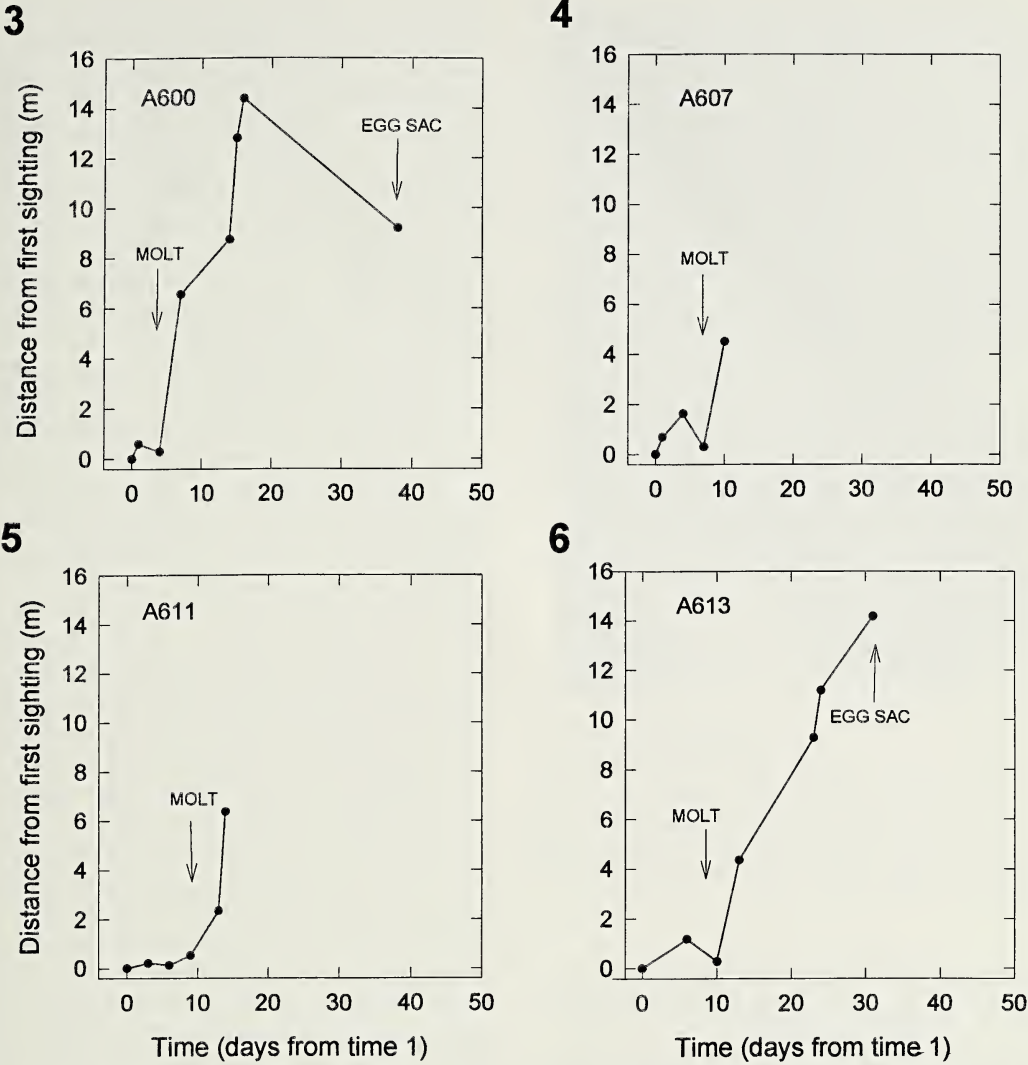 3
A600
EGG SAC
MOLT
Distance from first sighting (m)
16
14
12
10
8
6
4
2
0
0 10 20 30 40 50
4
A607
MOLT
16
14
12
10
8
6
4
2
0
0 10 20 30 40 50
5
A611
MOLT
Distance from first sighting (m)
16
14
12
10
8
6
4
2
0
0 10 20 30 40 50
Time (days from time 1)
6
A613
EGG SAC
MOLT
16
14
12
10
8
6
4
2
0
0 10 20 30 40 50
Time (days from time 1)